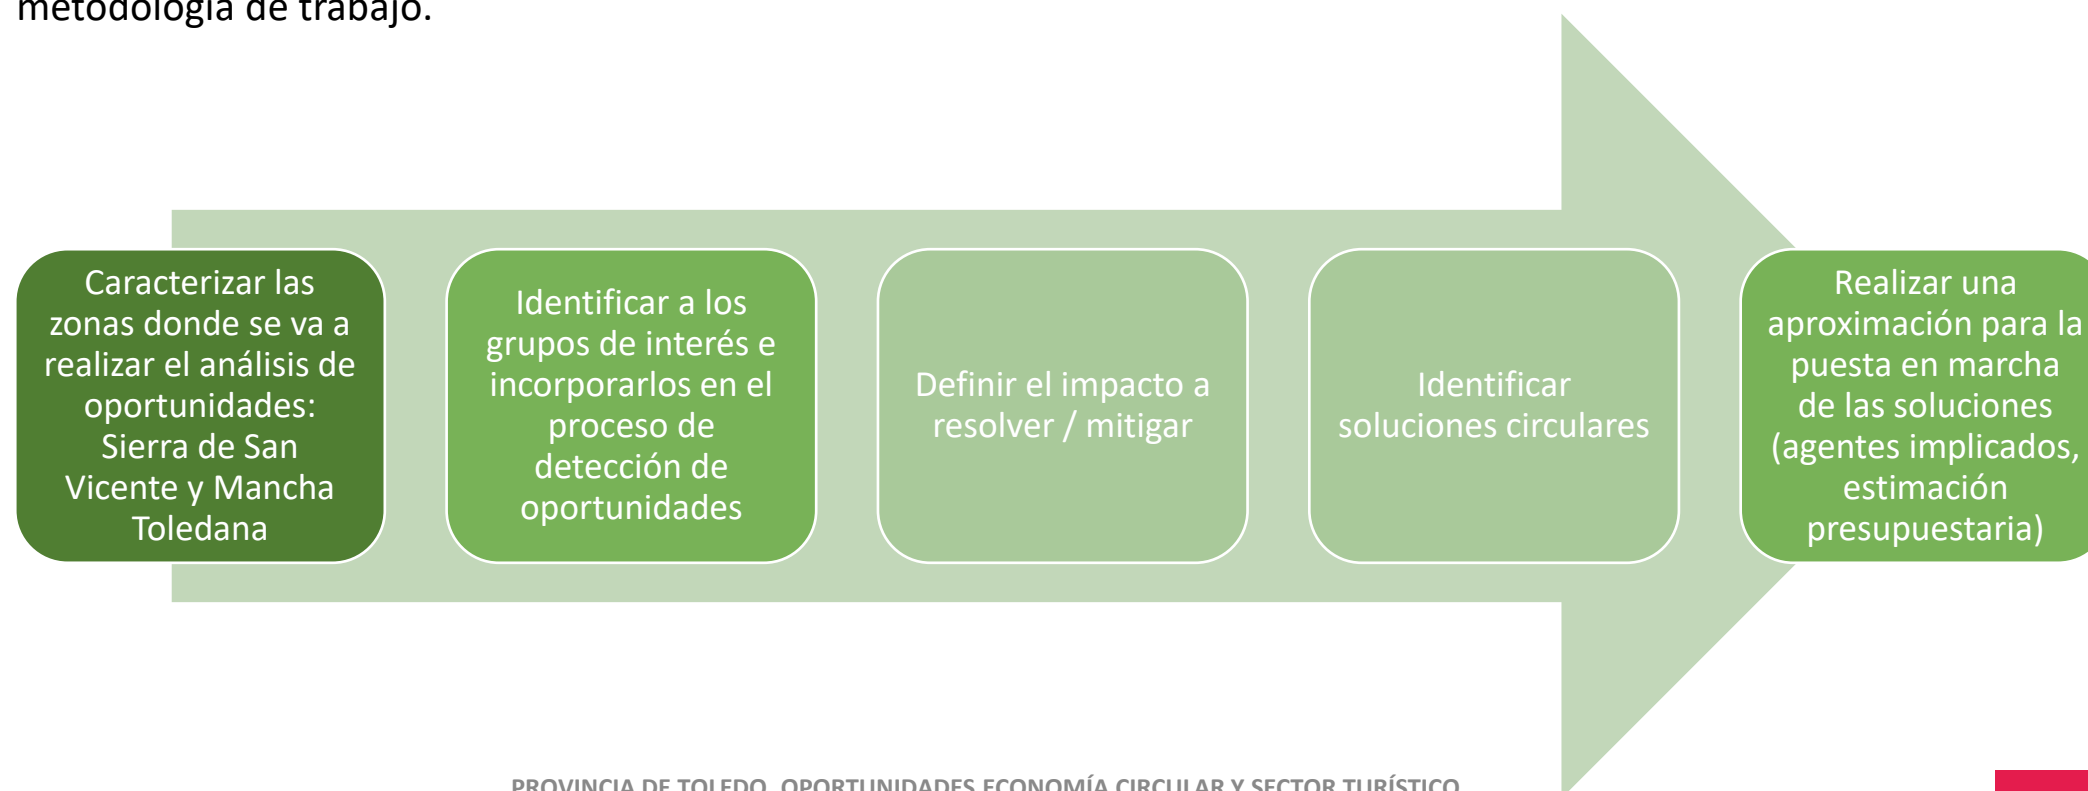 metodología de trabajo.
Caracterizar las
zonas donde se va a
realizar el análisis de
oportunidades:
Sierra de San
Vicente y Mancha
Toledana
Identificar a los
grupos de interés e
incorporarlos en el
proceso de
detección de
oportunidades
Definir el impacto a
resolver / mitigar
Identificar
soluciones circulares
Realizar una
aproximación para la
puesta en marcha
de las soluciones
(agentes implicados,
estimación
presupuestaria)
PROVINCIA DE TOLEDO. OPORTUNIDADES ECONOMÍA CIRCULAR Y SECTOR TURÍSTICO